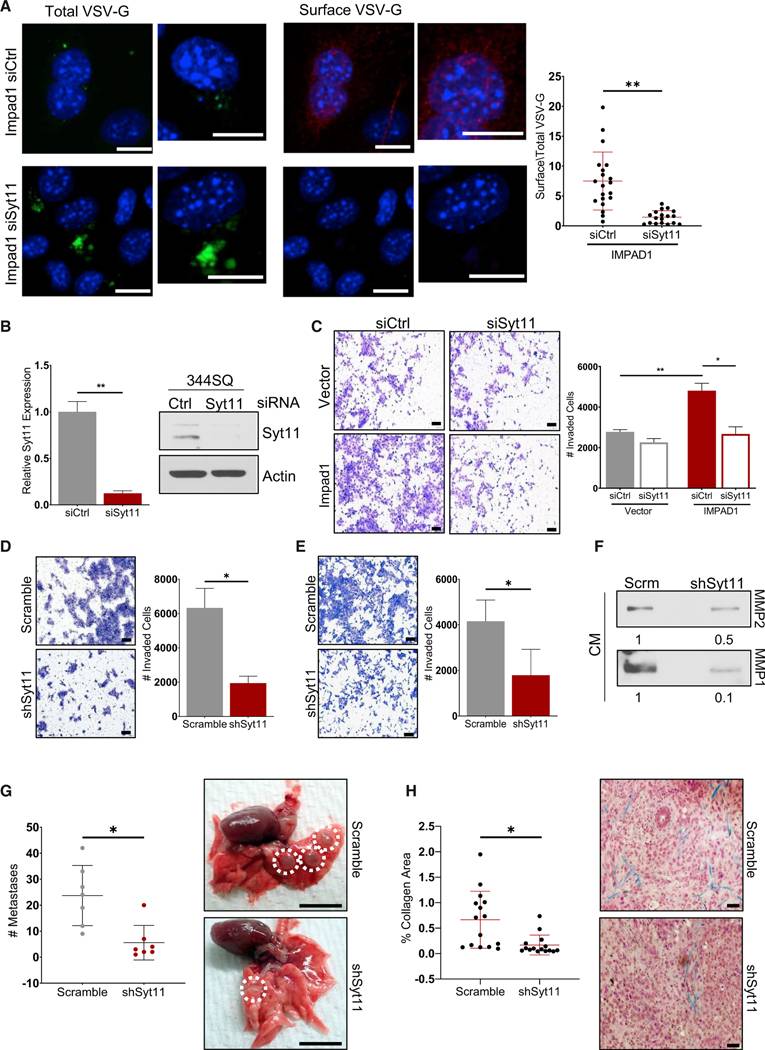 A
Total VSV-G
Surface VSV-G
Impad1 siCtrl
Impad1 siSyt11
Surface\Total VSV-G
25
20
15
10
5
0
**
siCtrl
siSyt11
IMPAD1
B
Relative Syt11 Expression
1.5
1.0
0.5
0.0
**
siCtrl
siSyt11
344SQ
Ctrl Syt11 siRNA
Syt11
Actin
C
siCtrl
siSyt11
Vector
Impad1
# Invaded Cells
6000
4000
2000
0
**
*
siCtrl siSyt11 siCtrl siSyt11
Vector
IMPAD1
D
Scramble
shSyt11
# Invaded Cells
8000
6000
4000
2000
0
*
Scramble shSyt11
E
Scramble
shSyt11
# Invaded Cells
6000
4000
2000
0
*
Scramble
shSyt11
F
Scrm
shSyt11
CM
MMP2
1
0.5
MMP1
1
0.1
G
# Metastases
50
40
30
20
10
0
-10
*
Scramble
shSyt11
Scramble
shSyt11
H
% Collagen Area
2.5
2.0
1.5
1.0
0.5
0.0
-0.5
*
Scramble
shSyt11
Scramble
shSyt11